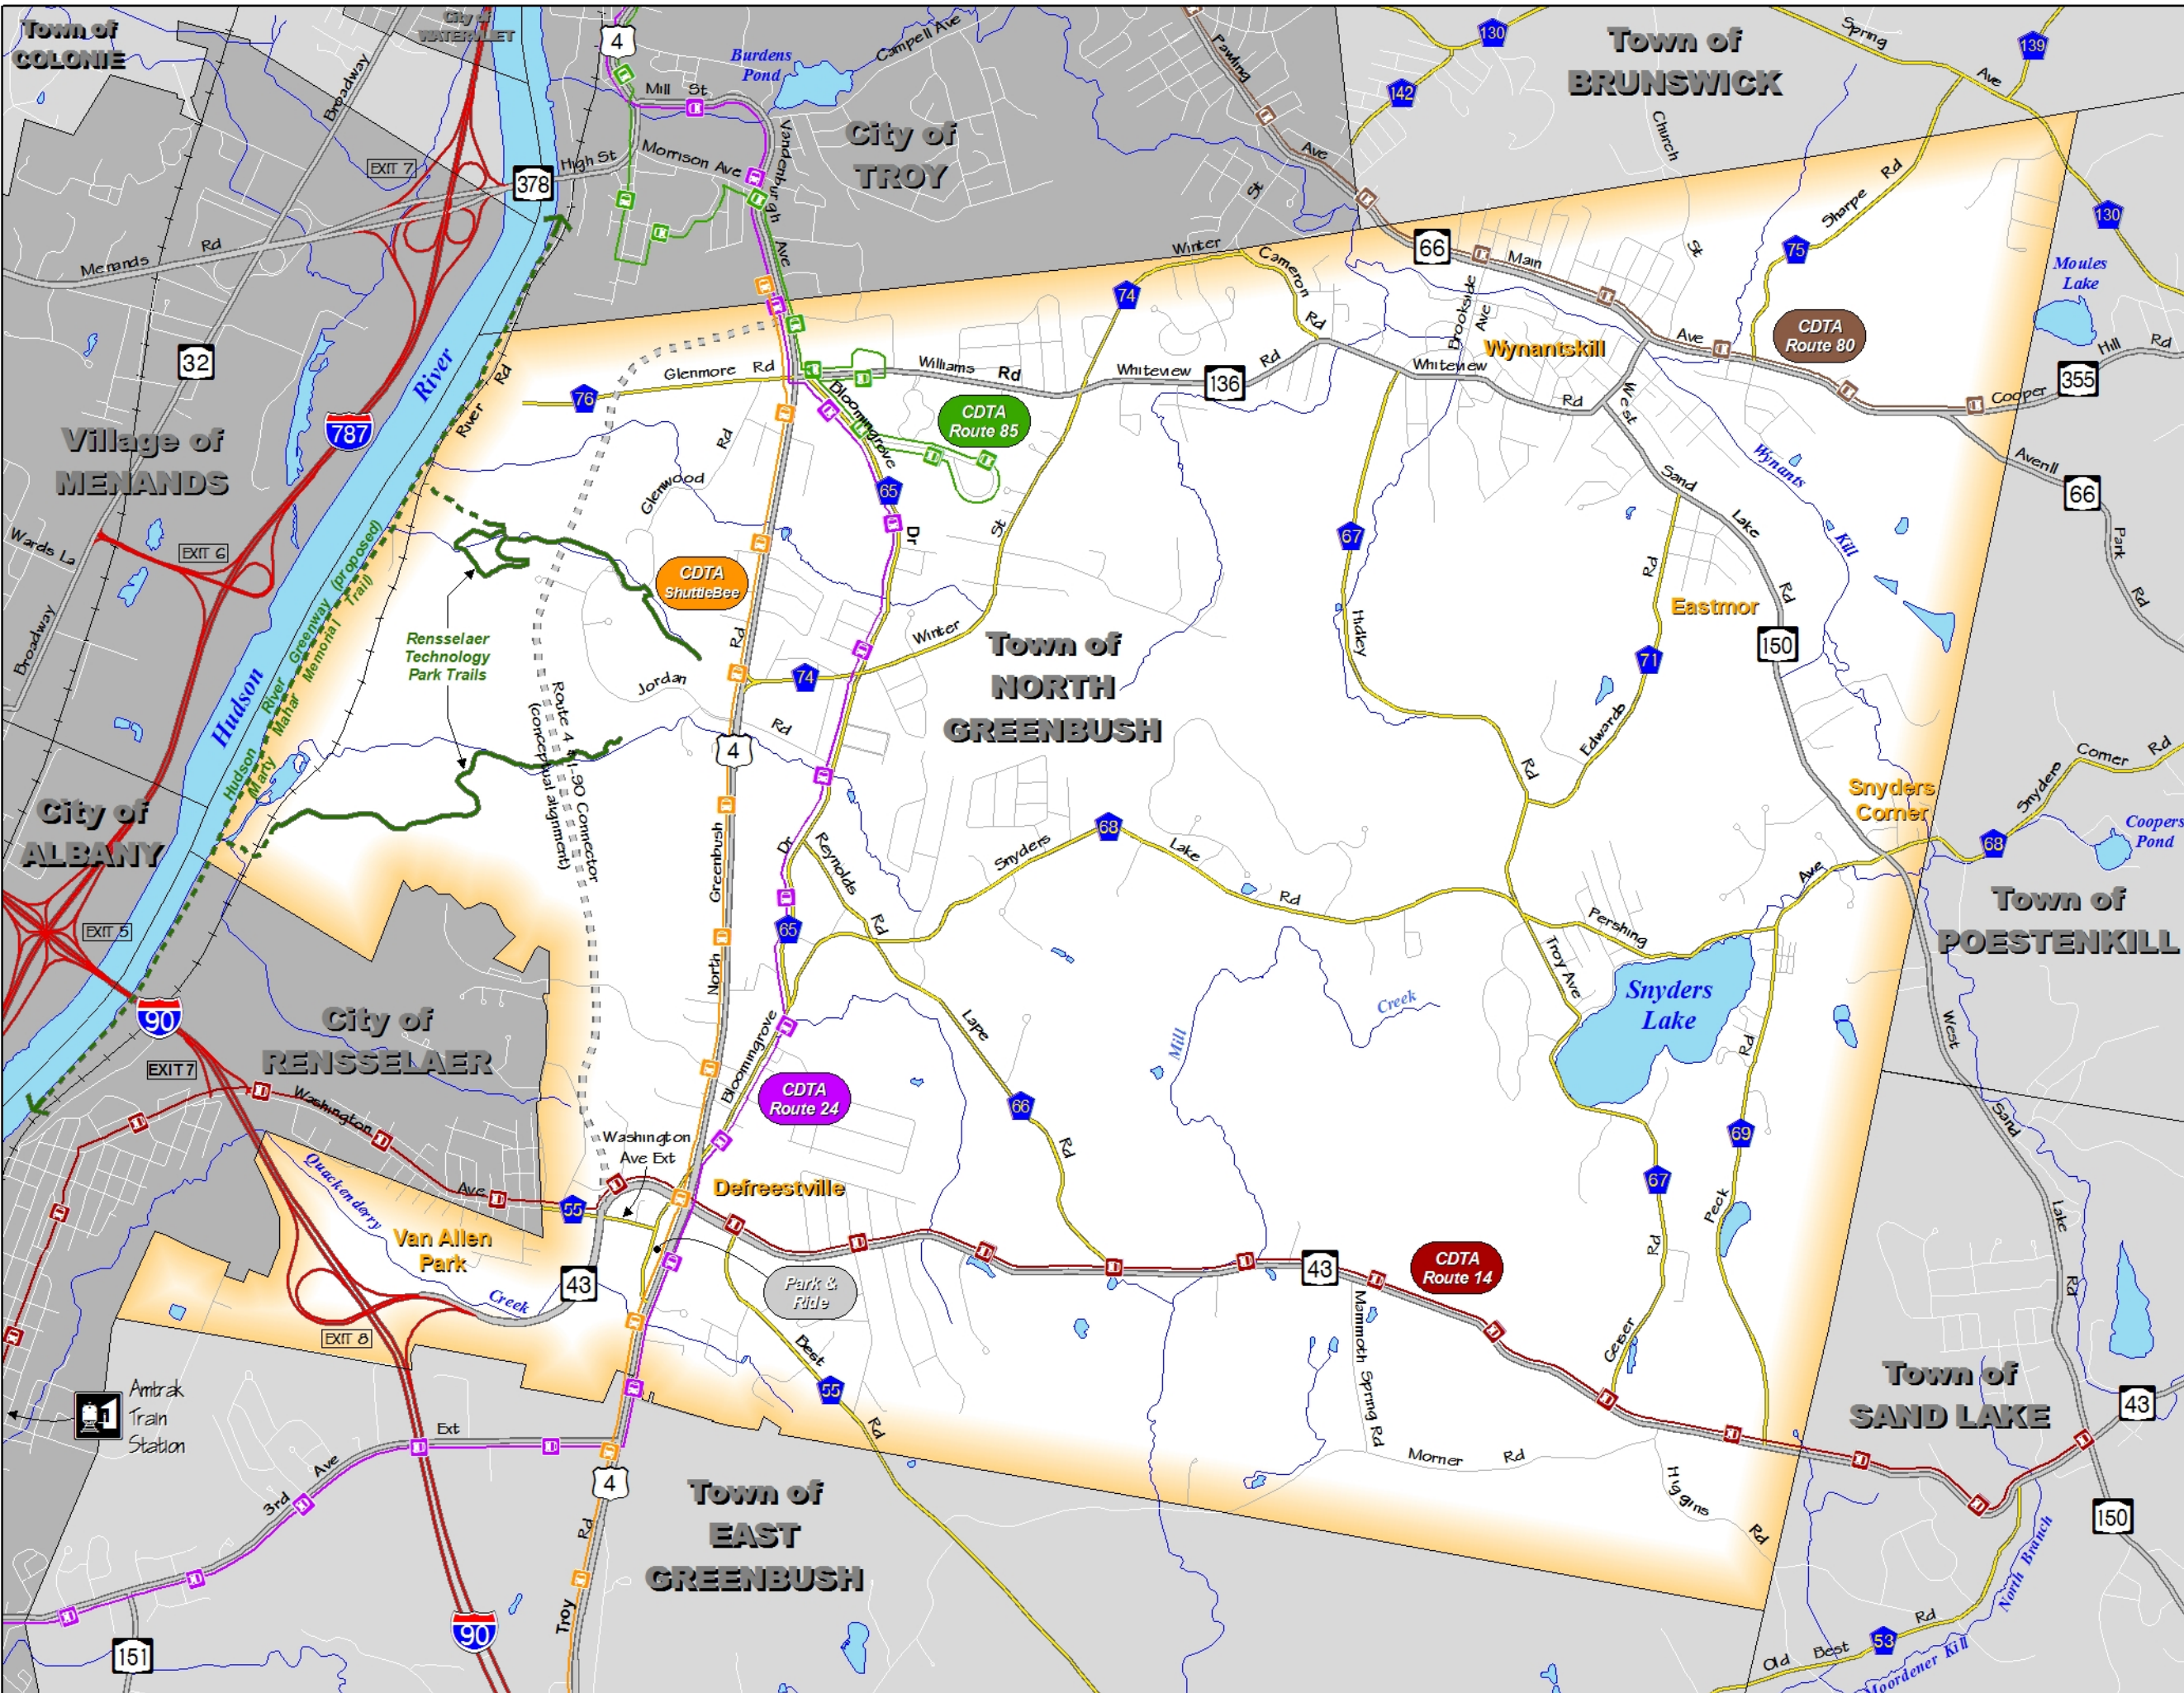 Town of
COLONIE
City of
WATERVLIET
4
Burdens
Pond
Campell Ave
Pawling
Ave
130
142
Town of
BRUNSWICK
Spring
Ave
139
Broadway
Mill St
Vandenburgh
Ave
City of
TROY
Church
St
St
EXIT 7
378
High St
Morrison Ave
Menands Rd
66
Main
Ave
Sharpe Rd
75
130
Moules
Lake
Winter
Cameron
Rd
74
32
River
River Rd
Brookside
Ave
Wynantskill
CDTA
Route 80
Hill Rd
355
Cooper
Glenmore Rd
76
Williams Rd
Whiteview Rd
136
Whiteview
Rd
West
Sand
Lake
Rd
787
Village of
MENANDS
Bloomingrove
Dr
CDTA
Route 85
65
Glenwood Rd
Wynants
Kill
Averill
66
Park
Rd
Wards La
EXIT 6
Broadway
67
Hidley
Rd
Rd
St
CDTA
ShuttleBee
Winter
Rensselaer
Technology
Park Trails
Eastmor
150
71
Edwards
Town of
NORTH
GREENBUSH
74
Rd
Jordan
Rd
4
Hudson
Hudson River Greenway (proposed)
Marty Mahar Memorial Trail)
Route 4 - I-90 Connector
(conceptual alignment)
Snyders
Corner
Snyders Corner Rd
68
Coopers
Pond
City of
ALBANY
EXIT 5
Dr
Reynolds
Rd
Snyders
68
Lake
Rd
Greenbush
North
65
Ave
Pershing
Troy Ave
Town of
POESTENKILL
90
City of
RENSSELAER
EXIT 7
Snyders
Lake
Creek
Mill
Lape
Rd
66
Bloomingrove
CDTA
Route 24
Rd
69
Peck
67
Rd
Geiser
West
Sand
Lake
Rd
Washington
Ave
Washington
Ave Ext
Quackenderry
Creek
55
Defreestville
Van Allen
Park
43
Park &
Ride
43
CDTA
Route 14
EXIT 8
Best
55
Rd
Mammoth Spring Rd
Town of
SAND LAKE
43
Amtrak
Train
Station
Ext
3rd Ave
4
Morner Rd
Higgins
Rd
150
Town of
EAST
GREENBUSH
Troy
Rd
90
151
North Branch
Old Best Rd
53
Moordener Kill